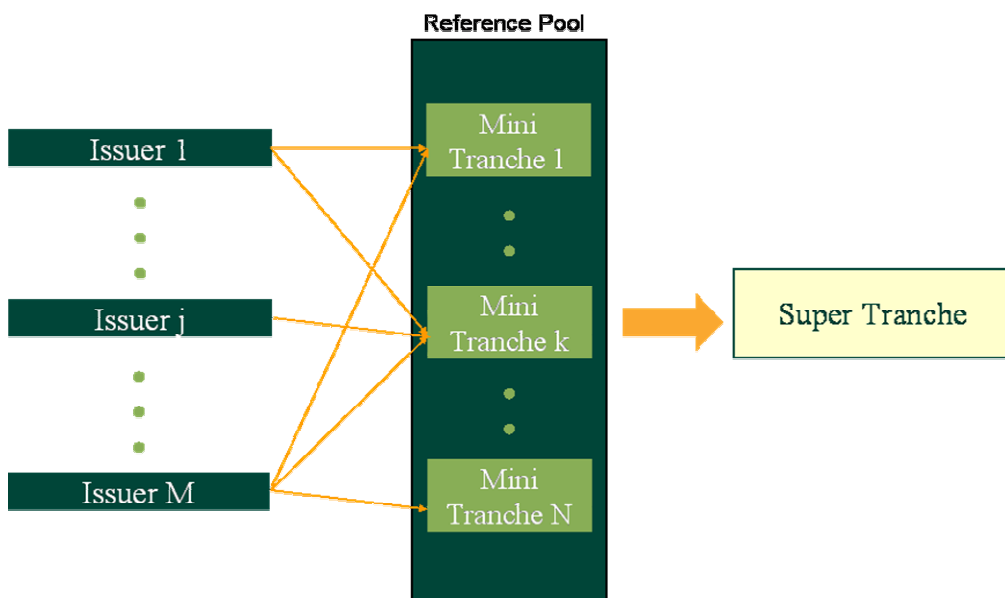 Reference Pool
Issuer 1
Mini
Tranche 1
Issuer j
Mini
Tranche k
Super Tranche
Issuer M
Mini
Tranche N